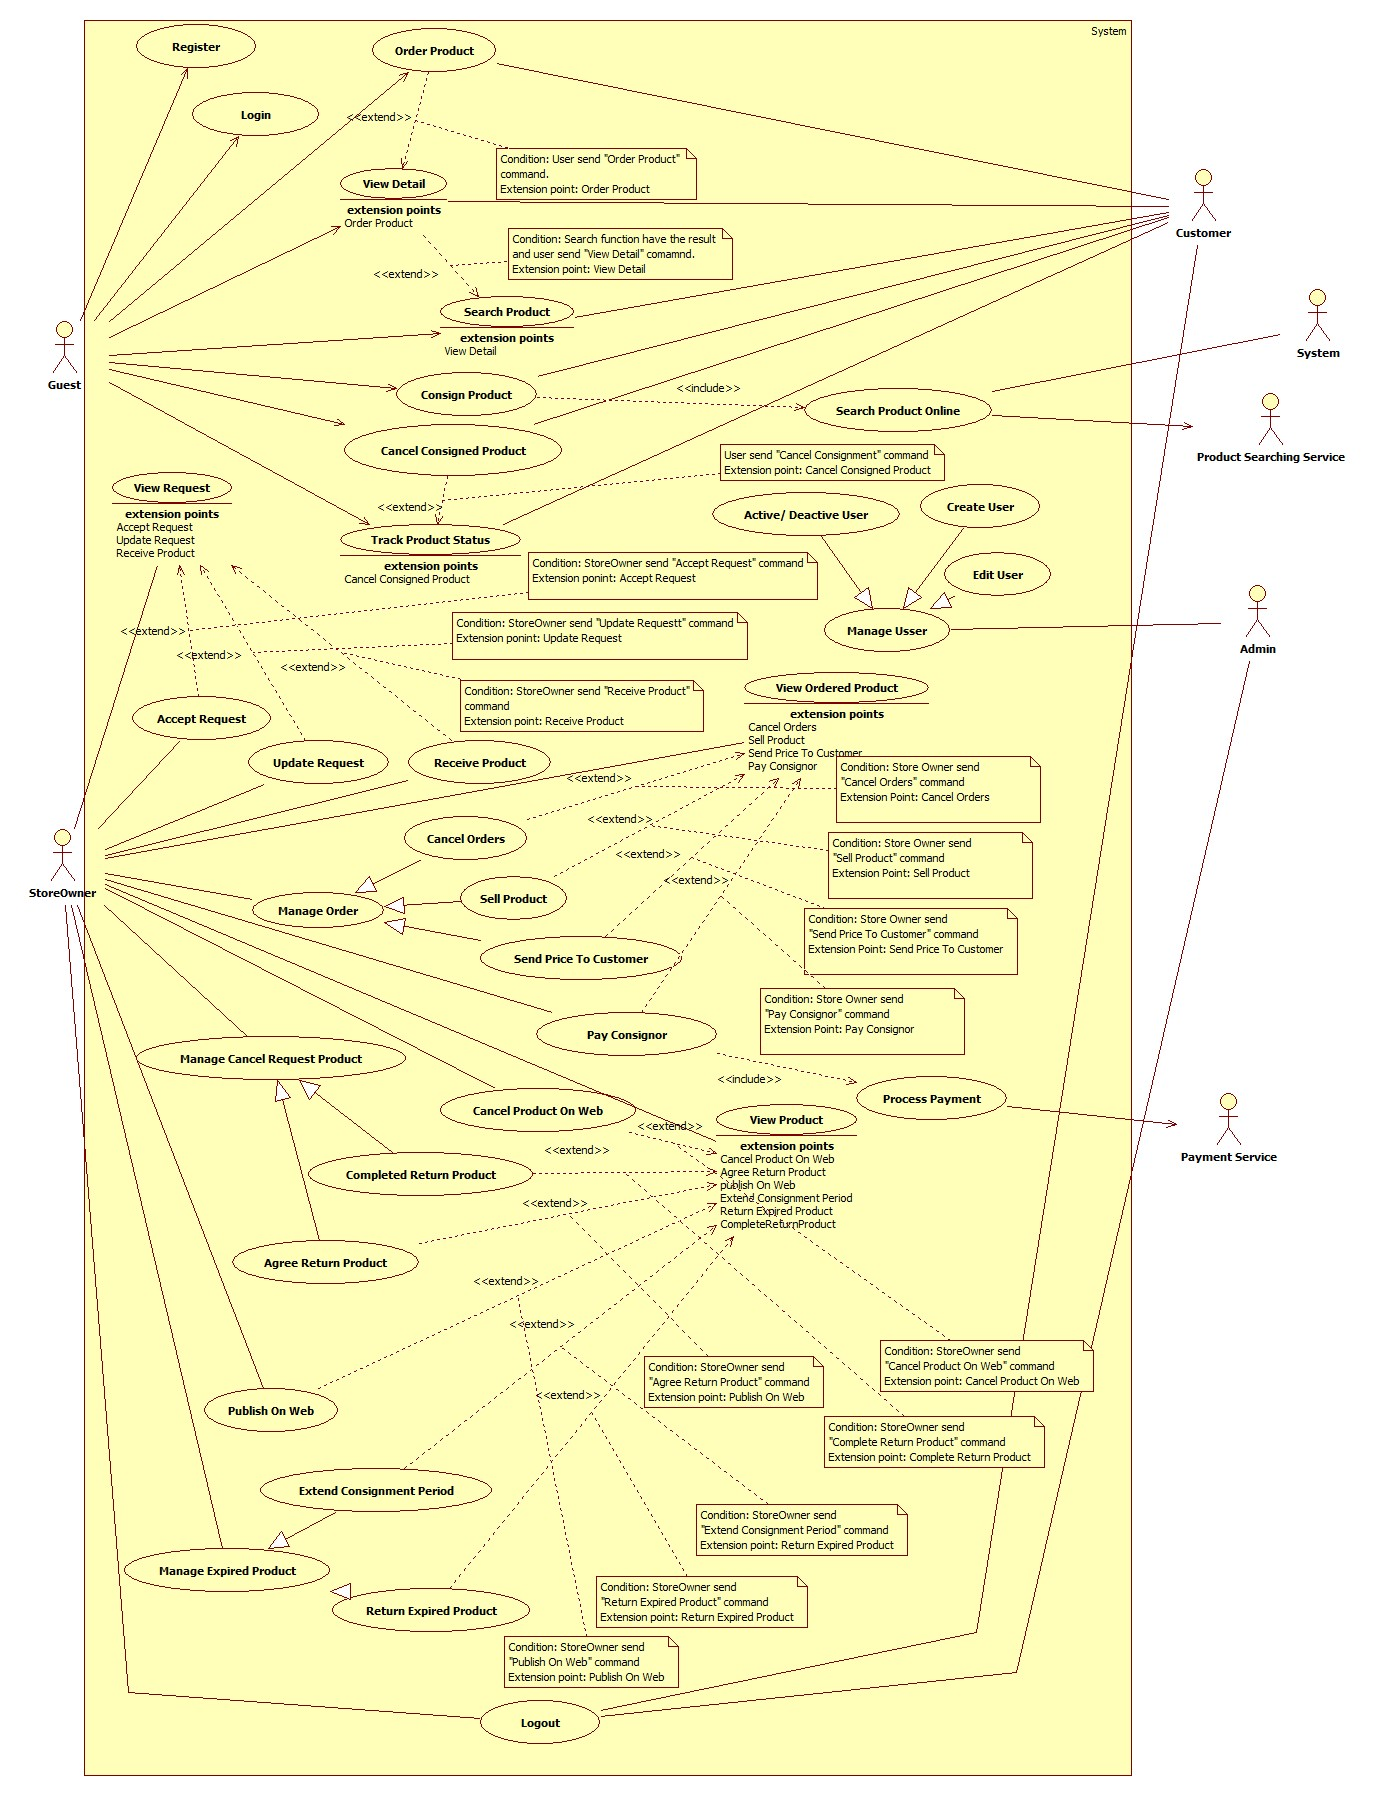 System
Register
Order Product
Login
<<extend>>
Condition: User send "Order Product"
command.
Extension point: Order Product
View Detail
extension points
Order Product
Customer
Condition: Search function have the result
and user send "View Detail" comamnd.
Extension point: View Detail
<<extend>>
Search Product
extension points
View Detail
Guest
System
Consign Product
<<include>>
Search Product Online
Product Searching Service
Cancel Consigned Product
User send "Cancel Consignment" command
Extension point: Cancel Consigned Product
View Request
extension points
Accept Request
Update Request
Receive Product
<<extend>>
Track Product Status
extension points
Cancel Consigned Product
Active/ Deactive User
Create User
Edit User
Manage Usser
Admin
Condition: StoreOwner send "Accept Request" command
Extension ponint: Accept Request
<<extend>>
Condition: StoreOwner send "Update Requestt" command
Extension poinint: Update Request
<<extend>>
<<extend>>
Condition: StoreOwner send "Receive Product"
command
Extension point: Receive Product
View Ordered Product
extension points
Cancel Orders
Sell Product
Send Price To Customer
Pay Consignor
Accept Request
Update Request
Receive Product
<<extend>>
Condition: Store Owner send
"Cancel Orders" command
Extension Point: Cancel Orders
Cancel Orders
<<extend>>
Condition: Store Owner send
"Sell Product" command
Extension Point: Sell Product
<<extend>>
<<extend>>
StoreOwner
Manage Order
Sell Product
Condition: Store Owner send
"Send Price To Customer" command
Extension Point: Send Price To Customer
Send Price To Customer
Condition: Store Owner send
"Pay Consignor" command
Extension Point: Pay Consignor
Pay Consignor
Manage Cancel Request Product
<<include>>
Process Payment
Cancel Product On Web
<<extend>>
View Product
extension points
Cancel Product On Web
Agree Return Product
publish On Web
Extend Consignment Period
Return Expired Product
CompleteReturnProduct
Payment Service
<<extend>>
Completed Return Product
<<extend>>
Agree Return Product
<<extend>>
<<extend>>
Condition: StoreOwner send
"Cancel Product On Web" command
Extension point: Cancel Product On Web
Condition: StoreOwner send
"Agree Return Product" command
Extension point: Publish On Web
<<extend>>
Publish On Web
Condition: StoreOwner send
"Complete Return Product" command
Extension point: Complete Return Product
Extend Consignment Period
Condition: StoreOwner send
"Extend Consignment Period" command
Extension point: Return Expired Product
Manage Expired Product
Return Expired Product
Condition: StoreOwner send
"Return Expired Product" command
Extension point: Return Expired Product
Condition: StoreOwner send
"Publish On Web" command
Extension point: Publish On Web
Logout